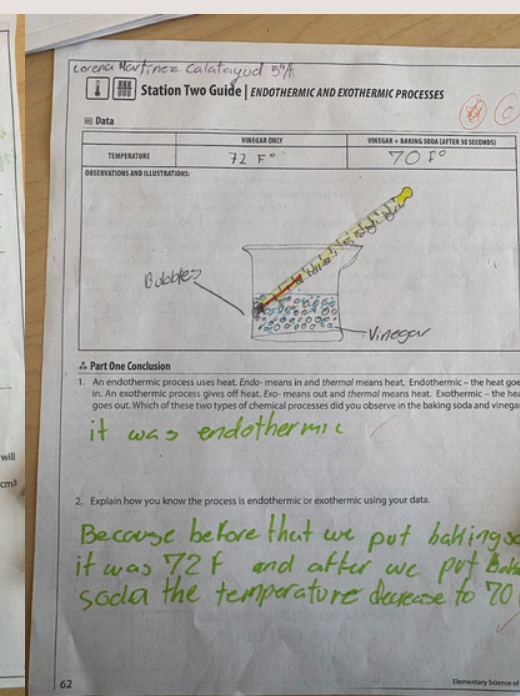 Lorena Martinez Calatayud 5ºA
Station Two Guide | ENDOTHERMIC AND EXOTHERMIC PROCESSES
Data
VINEGAR ONLY
VINEGAR + BAKING SODA (AFTER 30 SECONDS)
TEMPERATURE
72 F°
70 F°
OBSERVATIONS AND ILLUSTRATIONS:
Bubbles
Vinegar
Part One Conclusion
1. An endothermic process uses heat. Endo- means in and thermal means heat. Endothermic – the heat goe
in. An exothermic process gives off heat. Exo- means out and thermal means heat. Exothermic – the hea
goes out. Which of these two types of chemical processes did you observe in the baking soda and vinega
it was endothermic
will
cm³
2. Explain how you know the process is endothermic or exothermic using your data.
Because before that we put baking so
it was 72 F and after we put Bak
soda the temperature decrease to 70
62
Elementary Science of